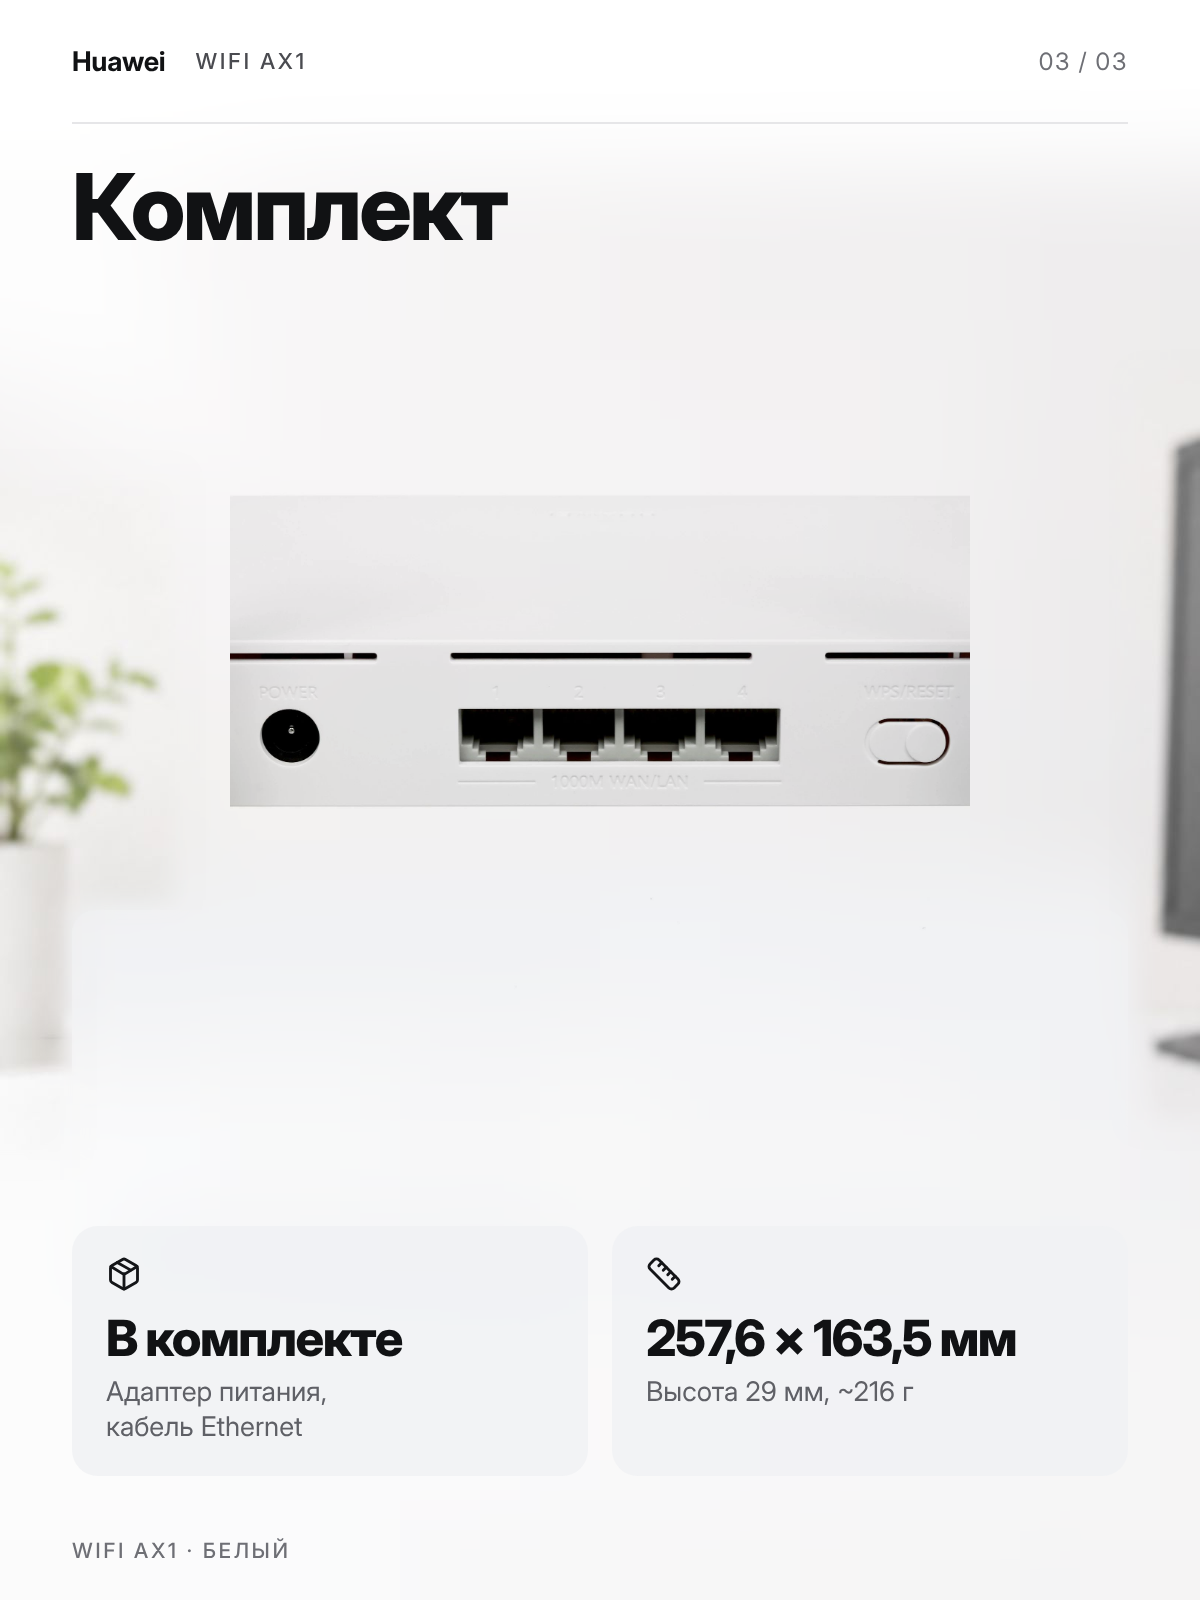 Huawei WIFI AX1 03 / 03
Комплект
POWER 1 2 3 4 WPS/RESET
1000M WAN/LAN
В комплекте
Адаптер питания,
кабель Ethernet
257,6 × 163,5 мм
Высота 29 мм, ~216 г
WIFI AX1 · БЕЛЫЙ